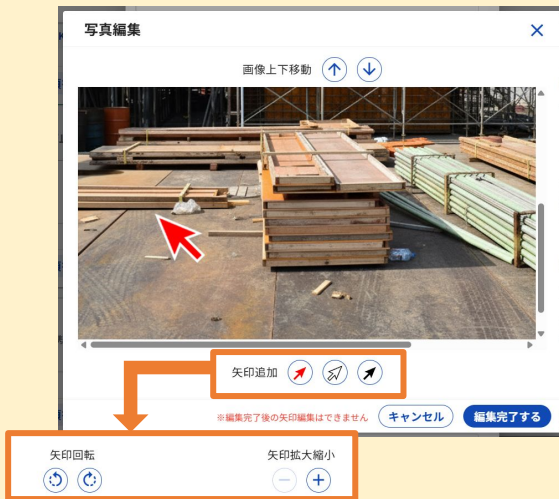 写真編集
画像上下移動
矢印追加
※編集完了後の矢印編集はできません キャンセル 編集完了する
矢印回転 矢印拡大縮小